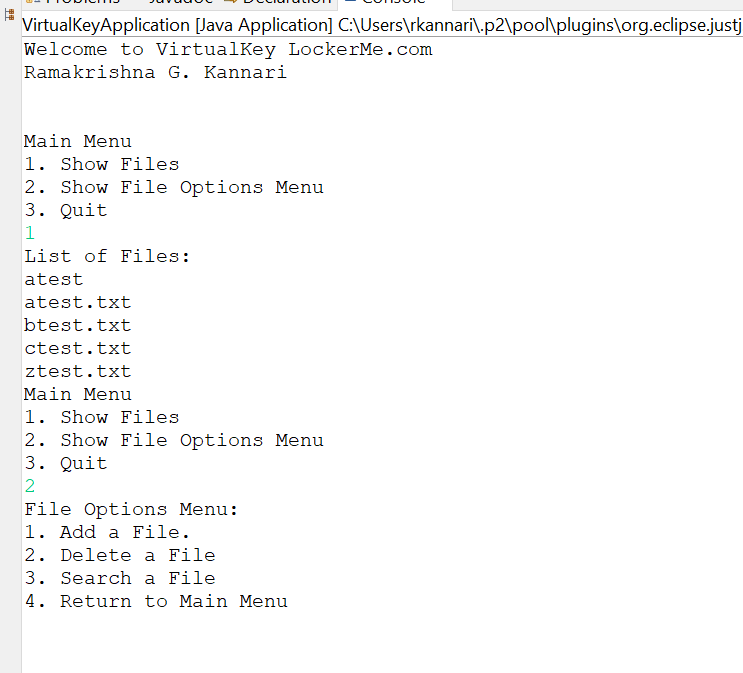 Problems Javadoc Declaration Console
VirtualKeyApplication [Java Application] C:\Users\rkannari\.p2\pool\plugins\org.eclipse.justj
Welcome to VirtualKey LockerMe.com
Ramakrishna G. Kannari
Main Menu
1. Show Files
2. Show File Options Menu
3. Quit
1
List of Files:
atest
atest.txt
btest.txt
ctest.txt
ztest.txt
Main Menu
1. Show Files
2. Show File Options Menu
3. Quit
2
File Options Menu:
1. Add a File.
2. Delete a File
3. Search a File
4. Return to Main Menu